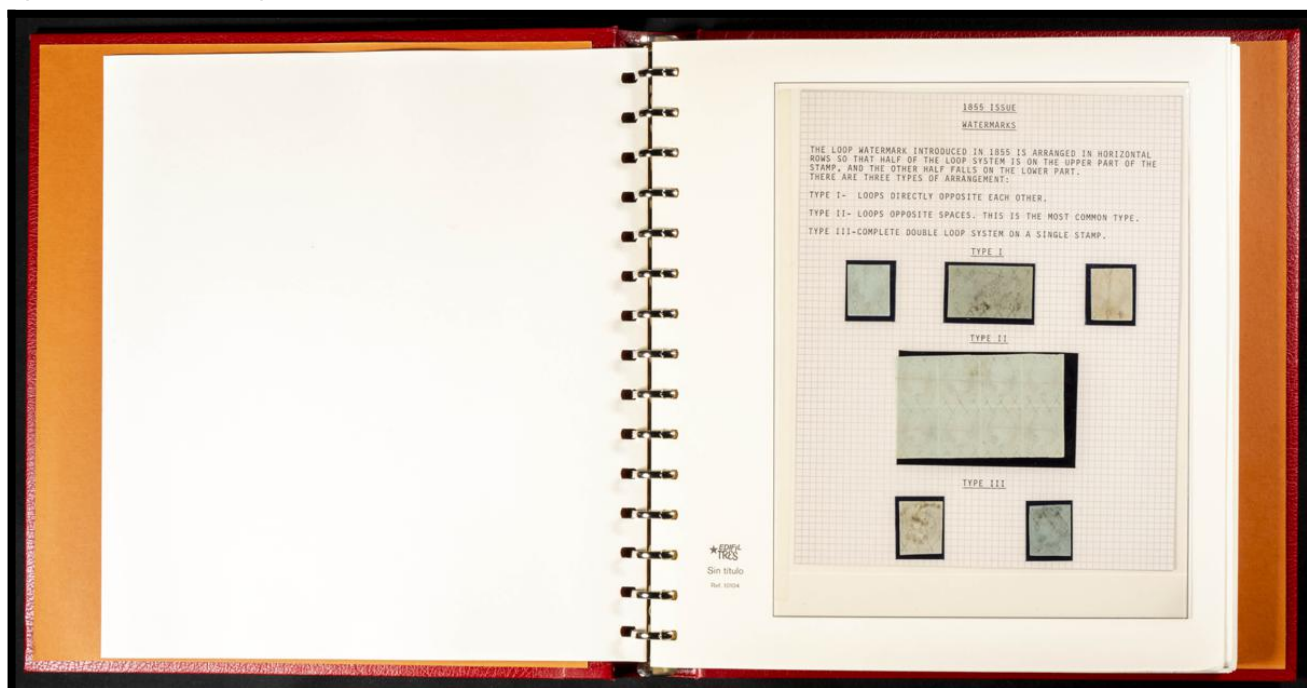 1855 ISSUE
WATERMARKS
THE LOOP WATERMARK INTRODUCED IN 1855 IS ARRANGED IN HORIZONTAL
ROWS SO THAT HALF OF THE LOOP SYSTEM IS ON THE UPPER PART OF THE
STAMP, AND THE OTHER HALF FALLS ON THE LOWER PART.
THERE ARE THREE TYPES OF ARRANGEMENT:
TYPE I- LOOPS DIRECTLY OPPOSITE EACH OTHER.
TYPE II- LOOPS OPPOSITE SPACES. THIS IS THE MOST COMMON TYPE.
TYPE III-COMPLETE DOUBLE LOOP SYSTEM ON A SINGLE STAMP.
TYPE I
TYPE II
TYPE III
EDIFIL
TRES
Sin título
Ref.